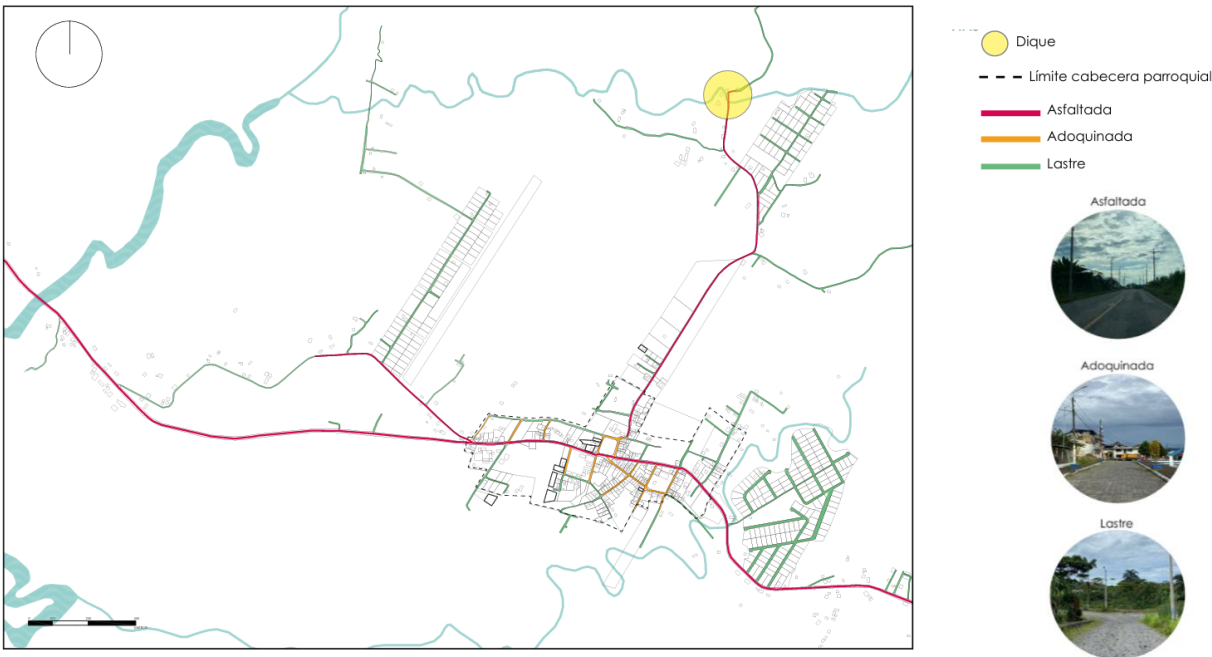 Dique
Límite cabecera parroquial
Asfaltada
Adoquinada
Lastre
Asfaltada
Adoquinada
Lastre